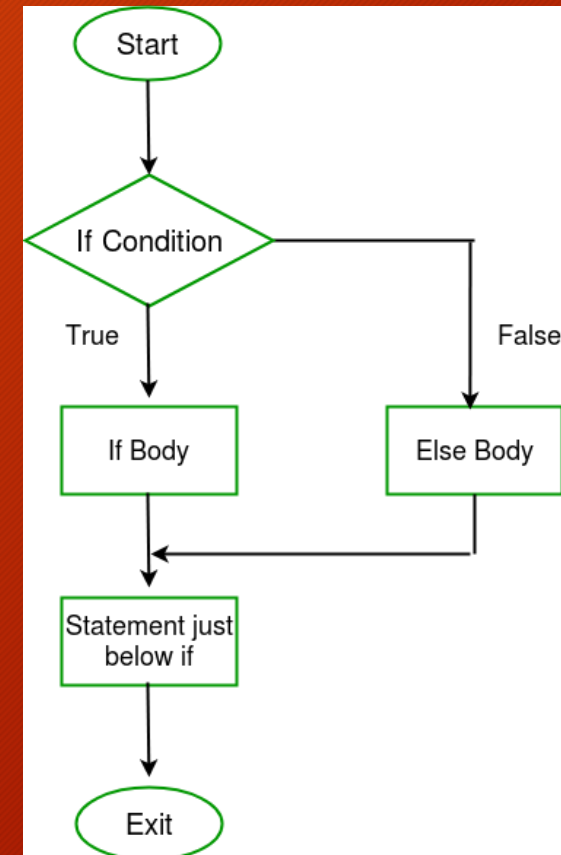 Start
If Condition
True
False
If Body
Else Body
Statement just
below if
Exit